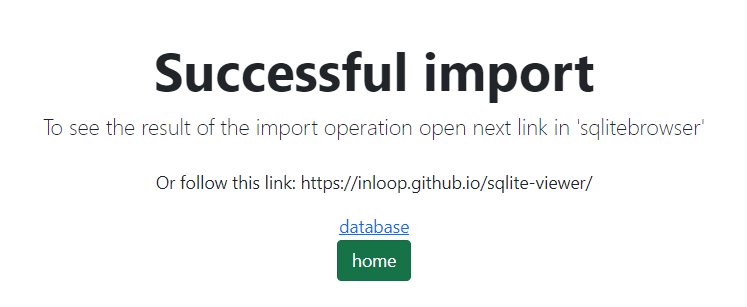 Successful import
To see the result of the import operation open next link in 'sqlitebrowser'
Or follow this link: https://inloop.github.io/sqlite-viewer/
database
home